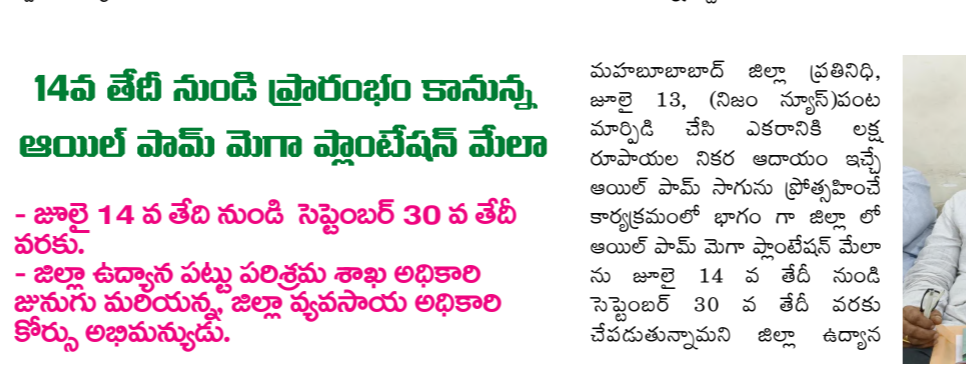 14వ తేదీ నుండి ప్రారంభం కానున్న
ఆయిల్ పామ్ మెగా ప్లాంటేషన్ మేలా
- జూలై 14 వ తేది నుండి సెప్టెంబర్ 30 వ తేదీ
వరకు.
- జిల్లా ఉద్యాన పట్టు పరిశ్రమ శాఖ అధికారి
జునుగు మరియన్న, జిల్లా వ్యవసాయ అధికారి
కోర్సు అభిమన్యుడు.
మహబూబాబాద్ జిల్లా ప్రతినిధి,
జూలై 13, (నిజం న్యూస్)పంట
మార్పిడి చేసి ఎకరానికి లక్ష
రూపాయల నికర ఆదాయం ఇచ్చే
ఆయిల్ పామ్ సాగును ప్రోత్సహించే
కార్యక్రమంలో భాగం గా జిల్లా లో
ఆయిల్ పామ్ మెగా ప్లాంటేషన్ మేలా
ను జూలై 14 వ తేదీ నుండి
సెప్టెంబర్ 30 వ తేదీ వరకు
చేపడుతున్నామని జిల్లా ఉద్యాన